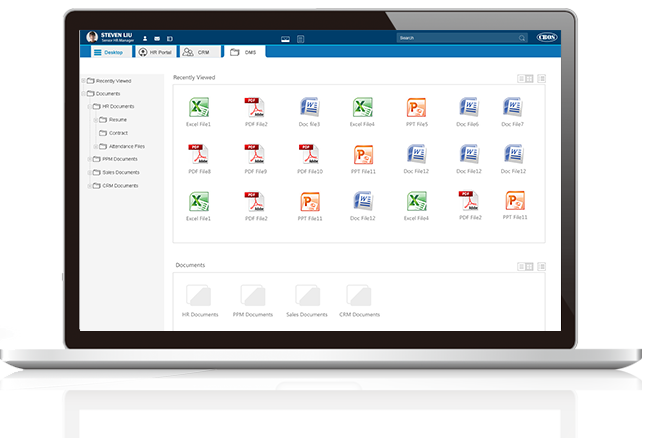 STEVEN LIU
Senior HR Manager
Search
CROS
Desktop
HR Portal
CRM
DMS
Recently Viewed
Documents
HR Documents
Resume
Contract
Attendance Files
PPM Documents
Sales Documents
CRM Documents
Recently Viewed
Excel File1
PDF File2
Doc file3
Excel File4
PPT File5
Doc File6
Doc File7
PDF File8
PDF File9
PDF File10
PPT File11
Doc File12
Doc File12
Doc File12
Excel File1
PDF File2
PPT File11
Doc File12
Excel File4
PDF File2
PPT File11
Documents
HR Documents
PPM Documents
Sales Documents
CRM Documents